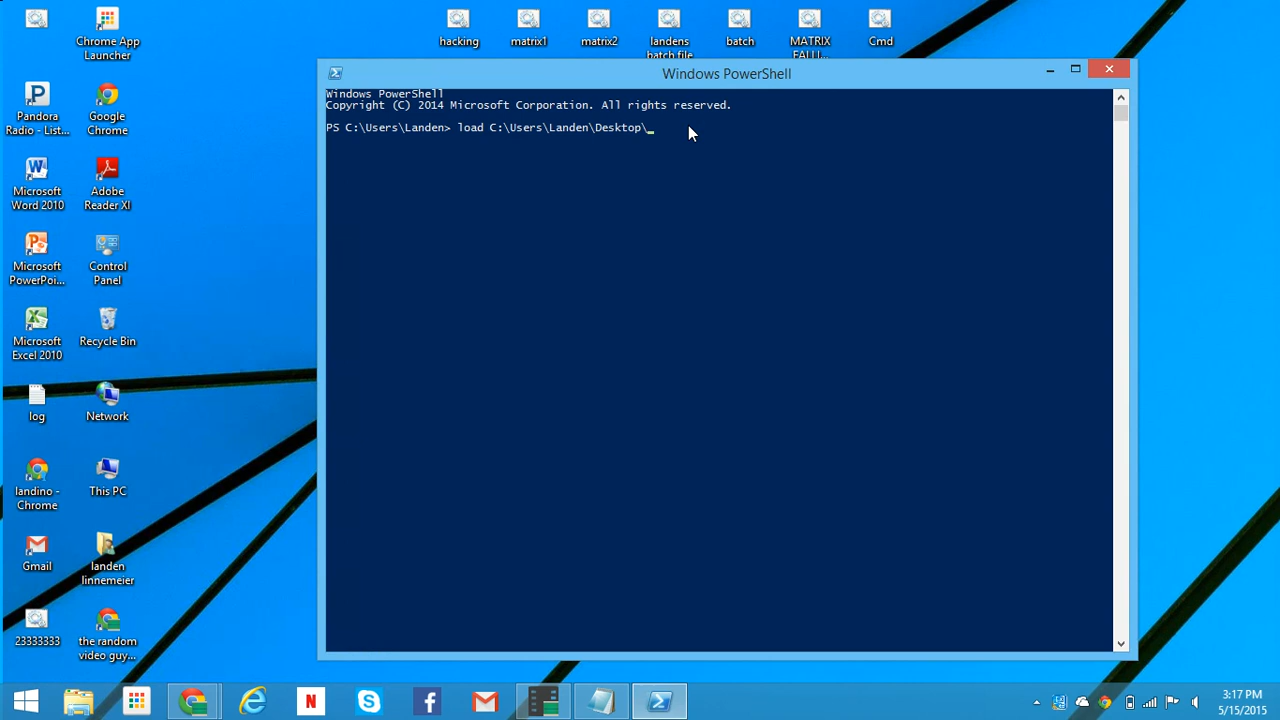 Chrome App
Launcher
hacking
matrix1
matrix2
landens
batch file
batch
MATRIX
FALLI...
Cmd
Windows PowerShell
Windows PowerShell
Copyright (C) 2014 Microsoft Corporation. All rights reserved.
PS C:\Users\Landen> load C:\Users\Landen\Desktop\_
Pandora
Radio - List...
Google
Chrome
Microsoft
Word 2010
Adobe
Reader XI
Microsoft
PowerPoi...
Control
Panel
Microsoft
Excel 2010
Recycle Bin
log
Network
landino -
Chrome
This PC
Gmail
landen
linnemeier
23333333
the random
video guy...
3:17 PM
5/15/2015